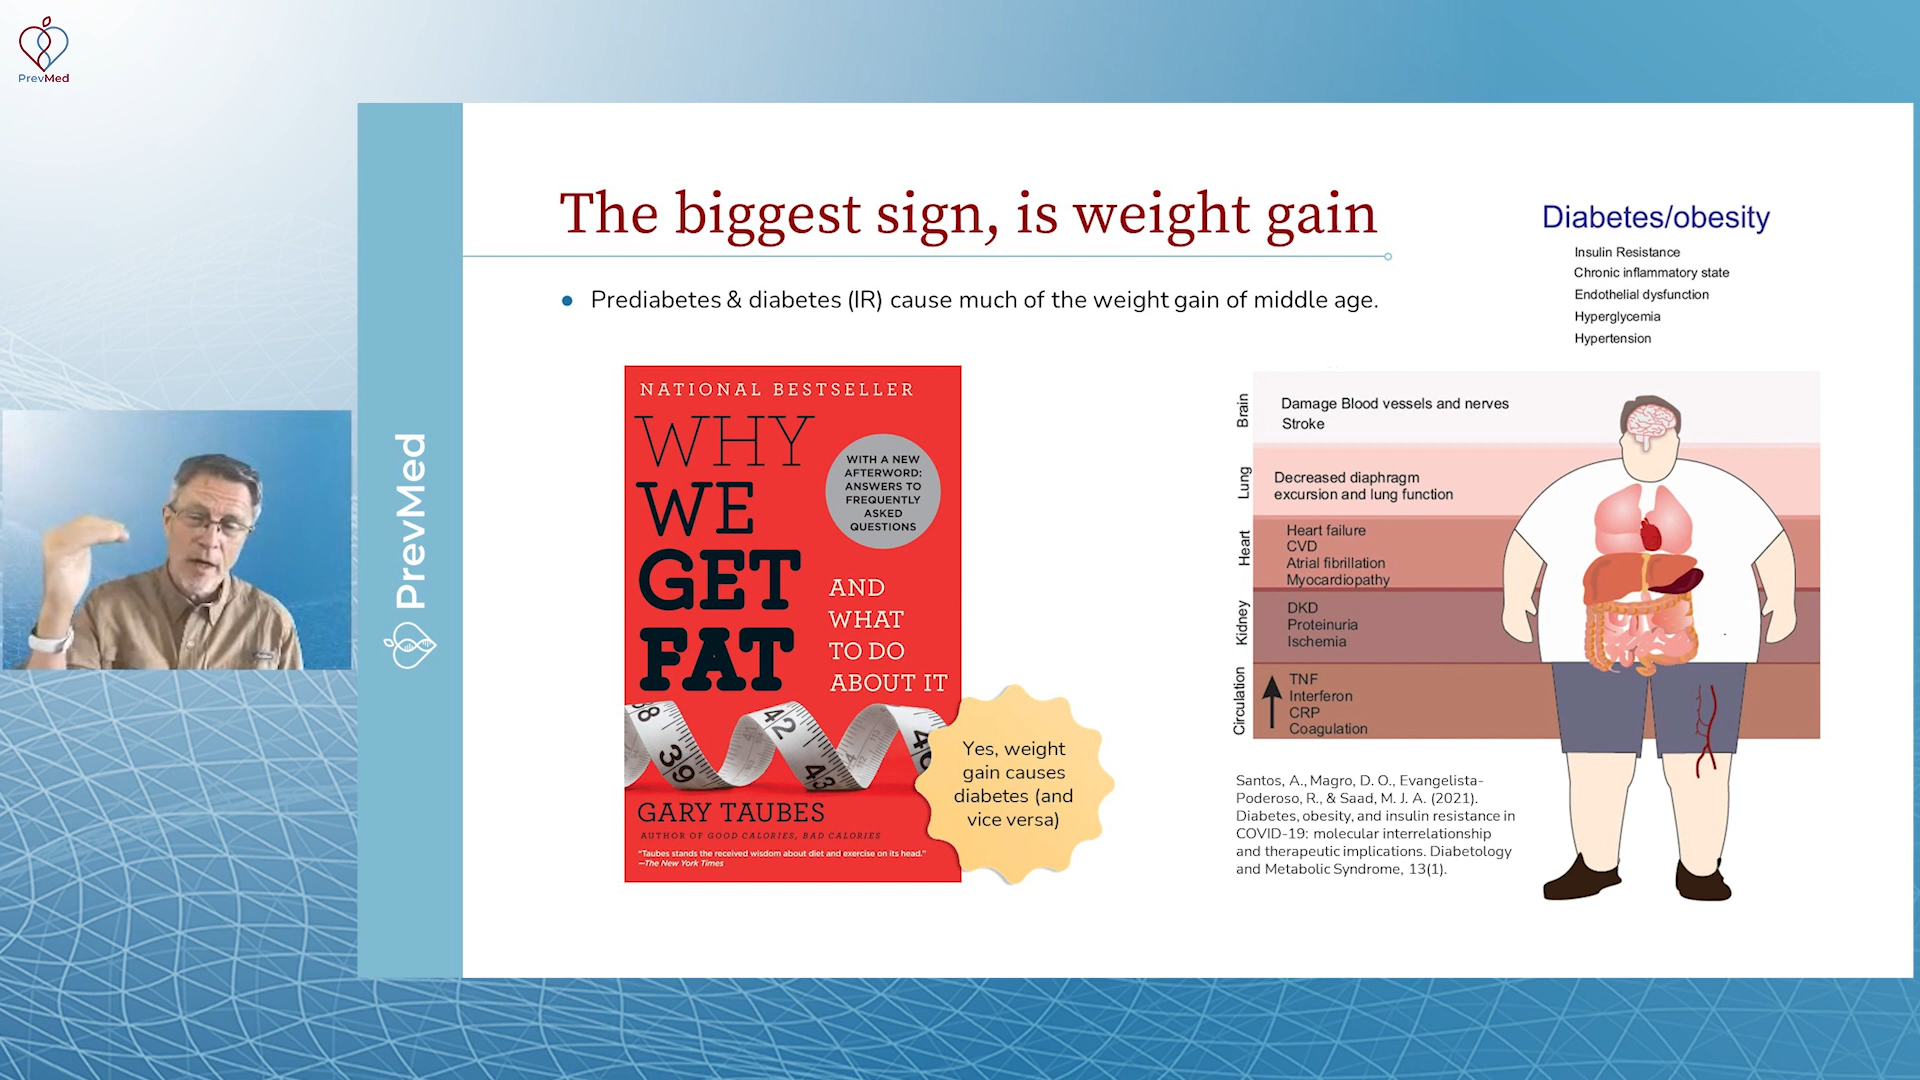 PrevMed
PrevMed
The biggest sign, is weight gain
● Prediabetes & diabetes (IR) cause much of the weight gain of middle age.
NATIONAL BESTSELLER
WHY
WE
GET
FAT
WITH A NEW
AFTERWORD:
ANSWERS TO
FREQUENTLY
ASKED
QUESTIONS
AND
WHAT
TO DO
ABOUT IT
38
39
42
43
GARY TAUBES
AUTHOR OF GOOD CALORIES, BAD CALORIES
"Taubes stands the received wisdom about diet and exercise on its head."
—The New York Times
Yes, weight
gain causes
diabetes (and
vice versa)
Diabetes/obesity
Insulin Resistance
Chronic inflammatory state
Endothelial dysfunction
Hyperglycemia
Hypertension
Brain
Damage Blood vessels and nerves
Stroke
Lung
Decreased diaphragm
excursion and lung function
Heart
Heart failure
CVD
Atrial fibrillation
Myocardiopathy
Kidney
DKD
Proteinuria
Ischemia
Circulation
TNF
Interferon
CRP
Coagulation
Santos, A., Magro, D. O., Evangelista-
Poderoso, R., & Saad, M. J. A. (2021).
Diabetes, obesity, and insulin resistance in
COVID-19: molecular interrelationship
and therapeutic implications. Diabetology
and Metabolic Syndrome, 13(1).